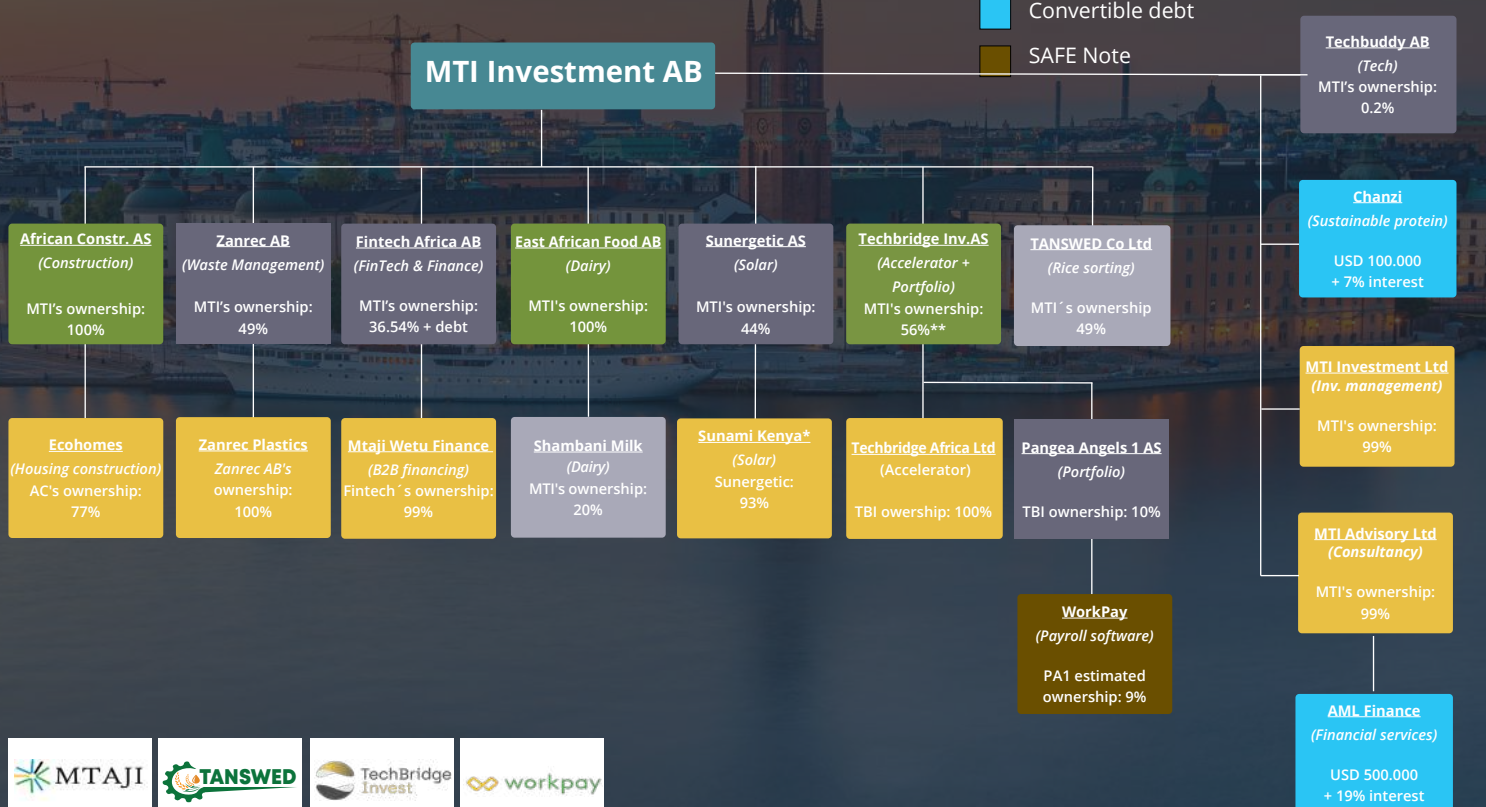 Convertible debt
SAFE Note
MTI Investment AB
Techbuddy AB
(Tech)
MTI’s ownership:
0.2%
Chanzi
(Sustainable protein)
USD 100.000
+ 7% interest
MTI Investment Ltd
(Inv. management)
MTI's ownership:
99%
MTI Advisory Ltd
(Consultancy)
MTI's ownership:
99%
AML Finance
(Financial services)
USD 500.000
+ 19% interest
African Constr. AS
(Construction)
MTI’s ownership:
100%
Zanrec AB
(Waste Management)
MTI’s ownership:
49%
Fintech Africa AB
(FinTech & Finance)
MTI’s ownership:
36.54% + debt
East African Food AB
(Dairy)
MTI's ownership:
100%
Sunergetic AS
(Solar)
MTI's ownership:
44%
Techbridge Inv.AS
(Accelerator +
Portfolio)
MTI's ownership:
56%**
TANSWED Co Ltd
(Rice sorting)
MTI´s ownership
49%
Ecohomes
(Housing construction)
AC's ownership:
77%
Zanrec Plastics
Zanrec AB's
ownership:
100%
Mtaji Wetu Finance
(B2B financing)
Fintech´s ownership:
99%
Shambani Milk
(Dairy)
MTI's ownership:
20%
Sunami Kenya*
(Solar)
Sunergetic:
93%
Techbridge Africa Ltd
(Accelerator)
TBI owership: 100%
Pangea Angels 1 AS
(Portfolio)
TBI ownership: 10%
WorkPay
(Payroll software)
PA1 estimated
ownership: 9%
MTAJI
TANSWED
TechBridge
Invest
workpay